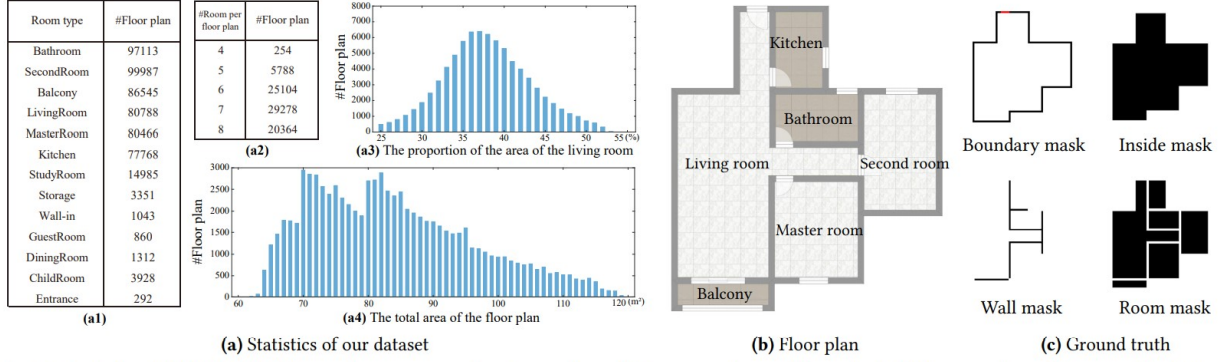 Room type #Floor plan
Bathroom 97113
SecondRoom 99987
Balcony 86545
LivingRoom 80788
MasterRoom 80466
Kitchen 77768
StudyRoom 14985
Storage 3351
Wall-in 1043
GuestRoom 860
DiningRoom 1312
ChildRoom 3928
Entrance 292
(a1)
#Room per
floor plan
#Floor plan
4 254
5 5788
6 25104
7 29278
8 20364
(a2)
#Floor plan
8000
7000
6000
5000
4000
3000
2000
1000
0
25 30 35 40 45 50 55 (%)
(a3) The proportion of the area of the living room
#Floor plan
3000
2500
2000
1500
1000
500
0
60 70 80 90 100 110 120 (m²)
(a4) The total area of the floor plan
(a) Statistics of our dataset
Kitchen
Bathroom
Living room
Second room
Master room
Balcony
(b) Floor plan
Boundary mask
Inside mask
Wall mask
Room mask
(c) Ground truth